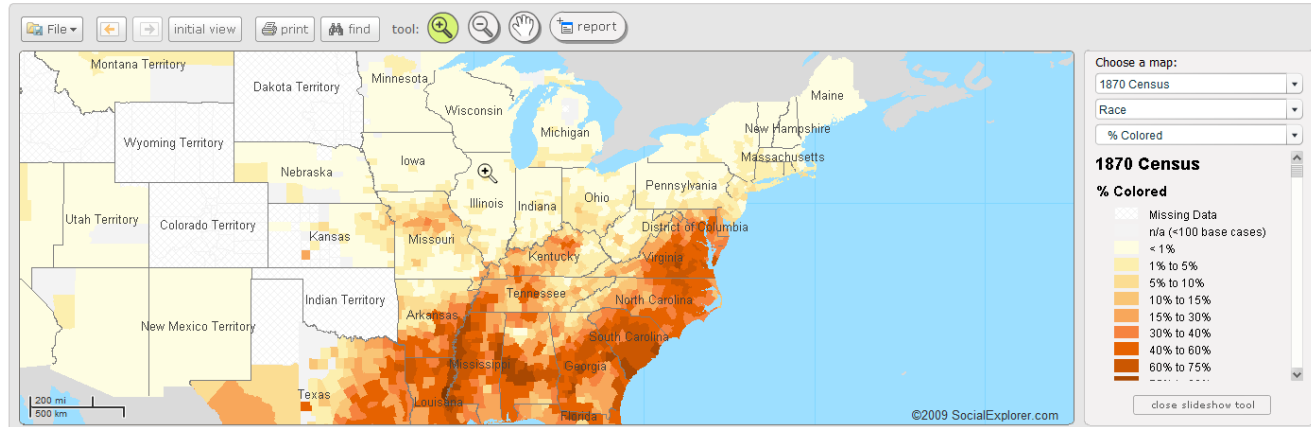 File
initial view
print
find
tool:
report
Choose a map:
1870 Census
Race
% Colored
1870 Census
% Colored
Missing Data
n/a (<100 base cases)
< 1%
1% to 5%
5% to 10%
10% to 15%
15% to 30%
30% to 40%
40% to 60%
60% to 75%
close slideshow tool
Montana Territory
Dakota Territory
Minnesota
Wisconsin
Michigan
Maine
New Hampshire
Massachusetts
Wyoming Territory
Nebraska
Iowa
Illinois
Indiana
Ohio
Pennsylvania
Utah Territory
Colorado Territory
Kansas
Missouri
Kentucky
District of Columbia
Virginia
Indian Territory
Tennessee
North Carolina
New Mexico Territory
Arkansas
South Carolina
Mississippi
Georgia
Texas
Louisiana
Florida
200 mi
500 km
©2009 SocialExplorer.com